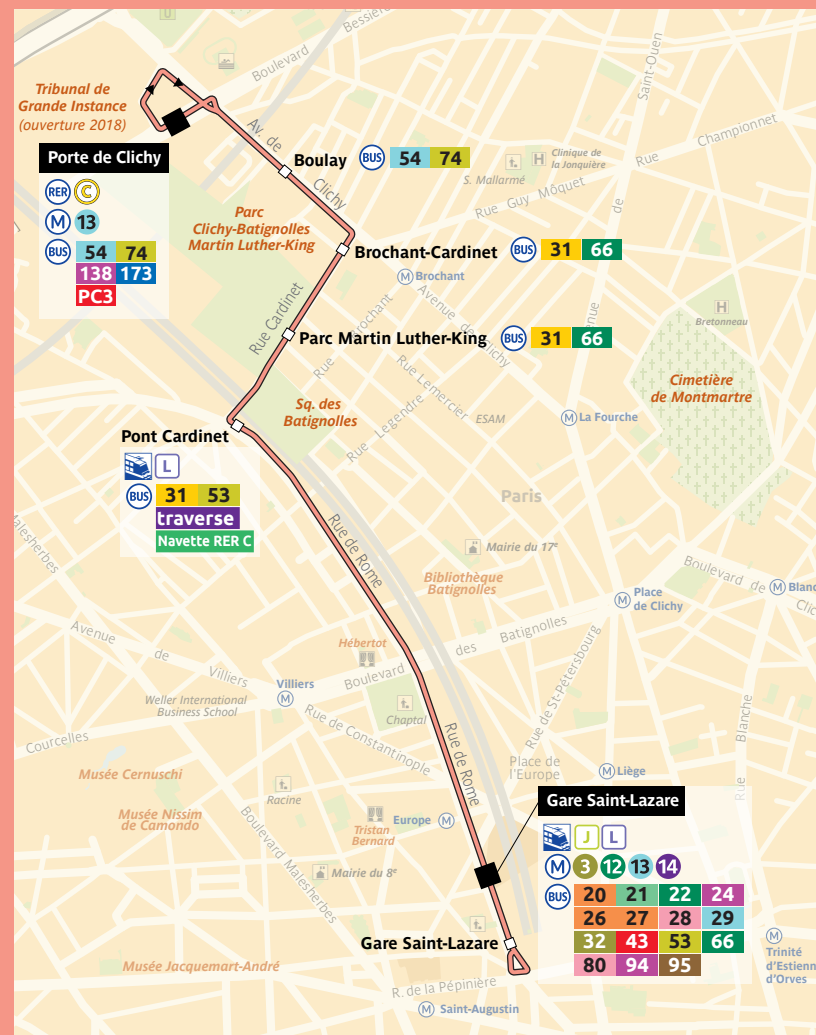 U
Bessières
Boulevard
Saint-Ouen
Tribunal de
Grande Instance
(ouverture 2018)
Av. de
Clichy
Championnet
Rue
H Clinique de
la Jonquière
Porte de Clichy
RER C
M 13
BUS 54 74
138 173
PC3
Boulay BUS 54 74
S. Mallarmé
Rue Guy Môquet
de
Parc
Clichy-Batignolles
Martin Luther-King
Brochant-Cardinet BUS 31 66
M Brochant
Avenue de Clichy
Avenue
H
Bretonneau
Rue Cardinet
Rue Brochant
Parc Martin Luther-King BUS 31 66
Rue Lemercier
Cimetière
de Montmartre
Sq. des
Batignolles
Rue Legendre
ESAM
M La Fourche
Pont Cardinet
L
BUS 31 53
traverse
Navette RER C
Paris
Malesherbes
Rue de Rome
Mairie du 17e
Bibliothèque
Batignolles
Boulevard de
Clic
M Blanc
M Place
de Clichy
Avenue
de
Villiers
Hébertot
Boulevard
des
Batignolles
Villiers
M
Weller International
Business School
Chaptal
Rue de Constantinople
Rue de St-Pétersbourg
Rue Blanche
Courcelles
Rue de Rome
Place de
l'Europe
M Liège
Musée Cernuschi
Musée Nissim
de Camondo
Racine
Tristan
Bernard
Europe M
Boulevard Malesherbes
Mairie du 8e
Gare Saint-Lazare
J L
M 3 12 13 14
BUS 20 21 22 24
26 27 28 29
32 43 53 66
80 94 95
Gare Saint-Lazare
M
Trinité
d'Estienne
d'Orves
Musée Jacquemart-André
R. de la Pépinière
M Saint-Augustin